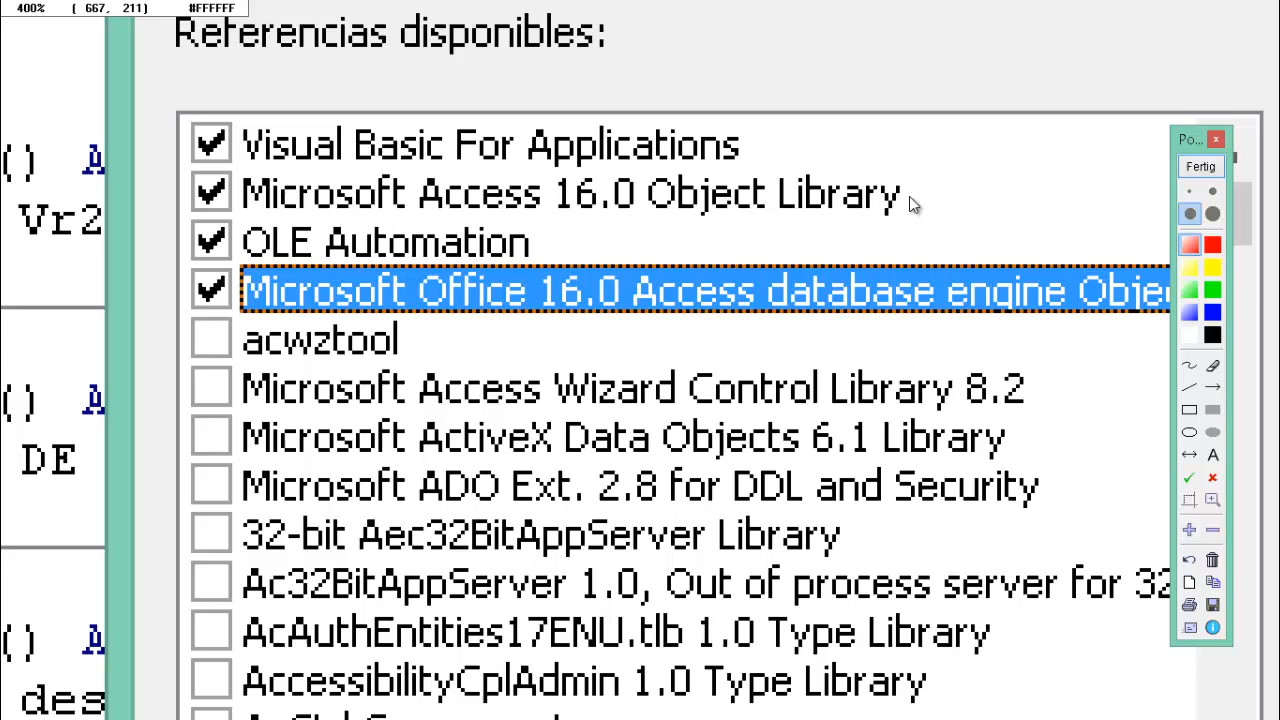 400% ( 667, 211) #FFFFFF
Referencias disponibles:
Visual Basic For Applications
Microsoft Access 16.0 Object Library
OLE Automation
Microsoft Office 16.0 Access database engine Objec
acwztool
Microsoft Access Wizard Control Library 8.2
Microsoft ActiveX Data Objects 6.1 Library
Microsoft ADO Ext. 2.8 for DDL and Security
32-bit Aec32BitAppServer Library
Ac32BitAppServer 1.0, Out of process server for 32
AcAuthEntities17ENU.tlb 1.0 Type Library
AccessibilityCplAdmin 1.0 Type Library
() A
Vr2
() A
DE
() A
des
Po...
Fertig
A